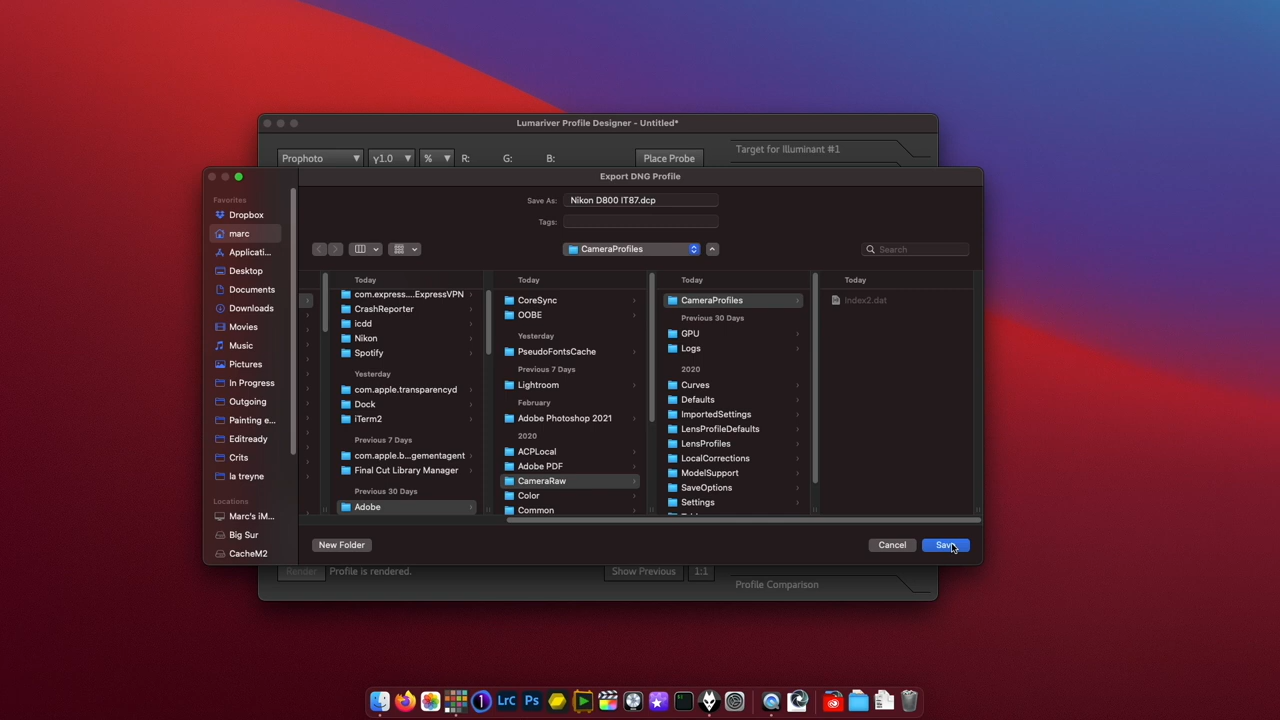 Lumariver Profile Designer - Untitled*
Prophoto
γ1.0
%
R:
G:
B:
Place Probe
Target for Illuminant #1
Export DNG Profile
Favorites
Dropbox
marc
Applicati...
Desktop
Documents
Downloads
Movies
Music
Pictures
In Progress
Outgoing
Painting e...
Editready
Crits
la treyne
Locations
Marc's iM...
Big Sur
CacheM2
Save As:
Nikon D800 IT87.dcp
Tags:
CameraProfiles
Search
Today
com.express....ExpressVPN
CrashReporter
icdd
Nikon
Spotify
Yesterday
com.apple.transparencyd
Dock
iTerm2
Previous 7 Days
com.apple.b...gementagent
Final Cut Library Manager
Previous 30 Days
Adobe
Today
CoreSync
OOBE
Yesterday
PseudoFontsCache
Previous 7 Days
Lightroom
February
Adobe Photoshop 2021
2020
ACPLocal
Adobe PDF
CameraRaw
Color
Common
Today
CameraProfiles
Previous 30 Days
GPU
Logs
2020
Curves
Defaults
ImportedSettings
LensProfileDefaults
LensProfiles
LocalCorrections
ModelSupport
SaveOptions
Settings
Today
Index2.dat
New Folder
Cancel
Save
Render
Profile is rendered.
Show Previous
1:1
Profile Comparison
LrC
Ps